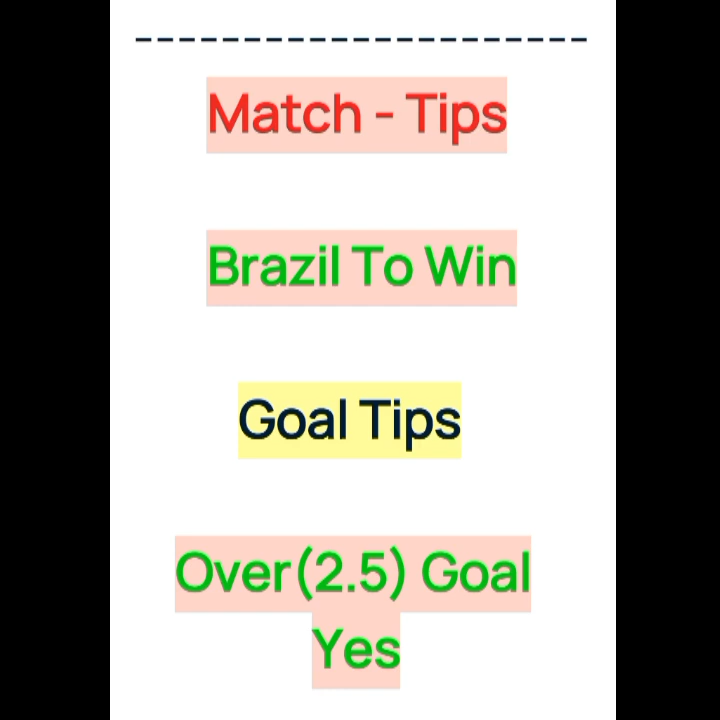 --------------------
Match - Tips
Brazil To Win
Goal Tips
Over(2.5) Goal
Yes